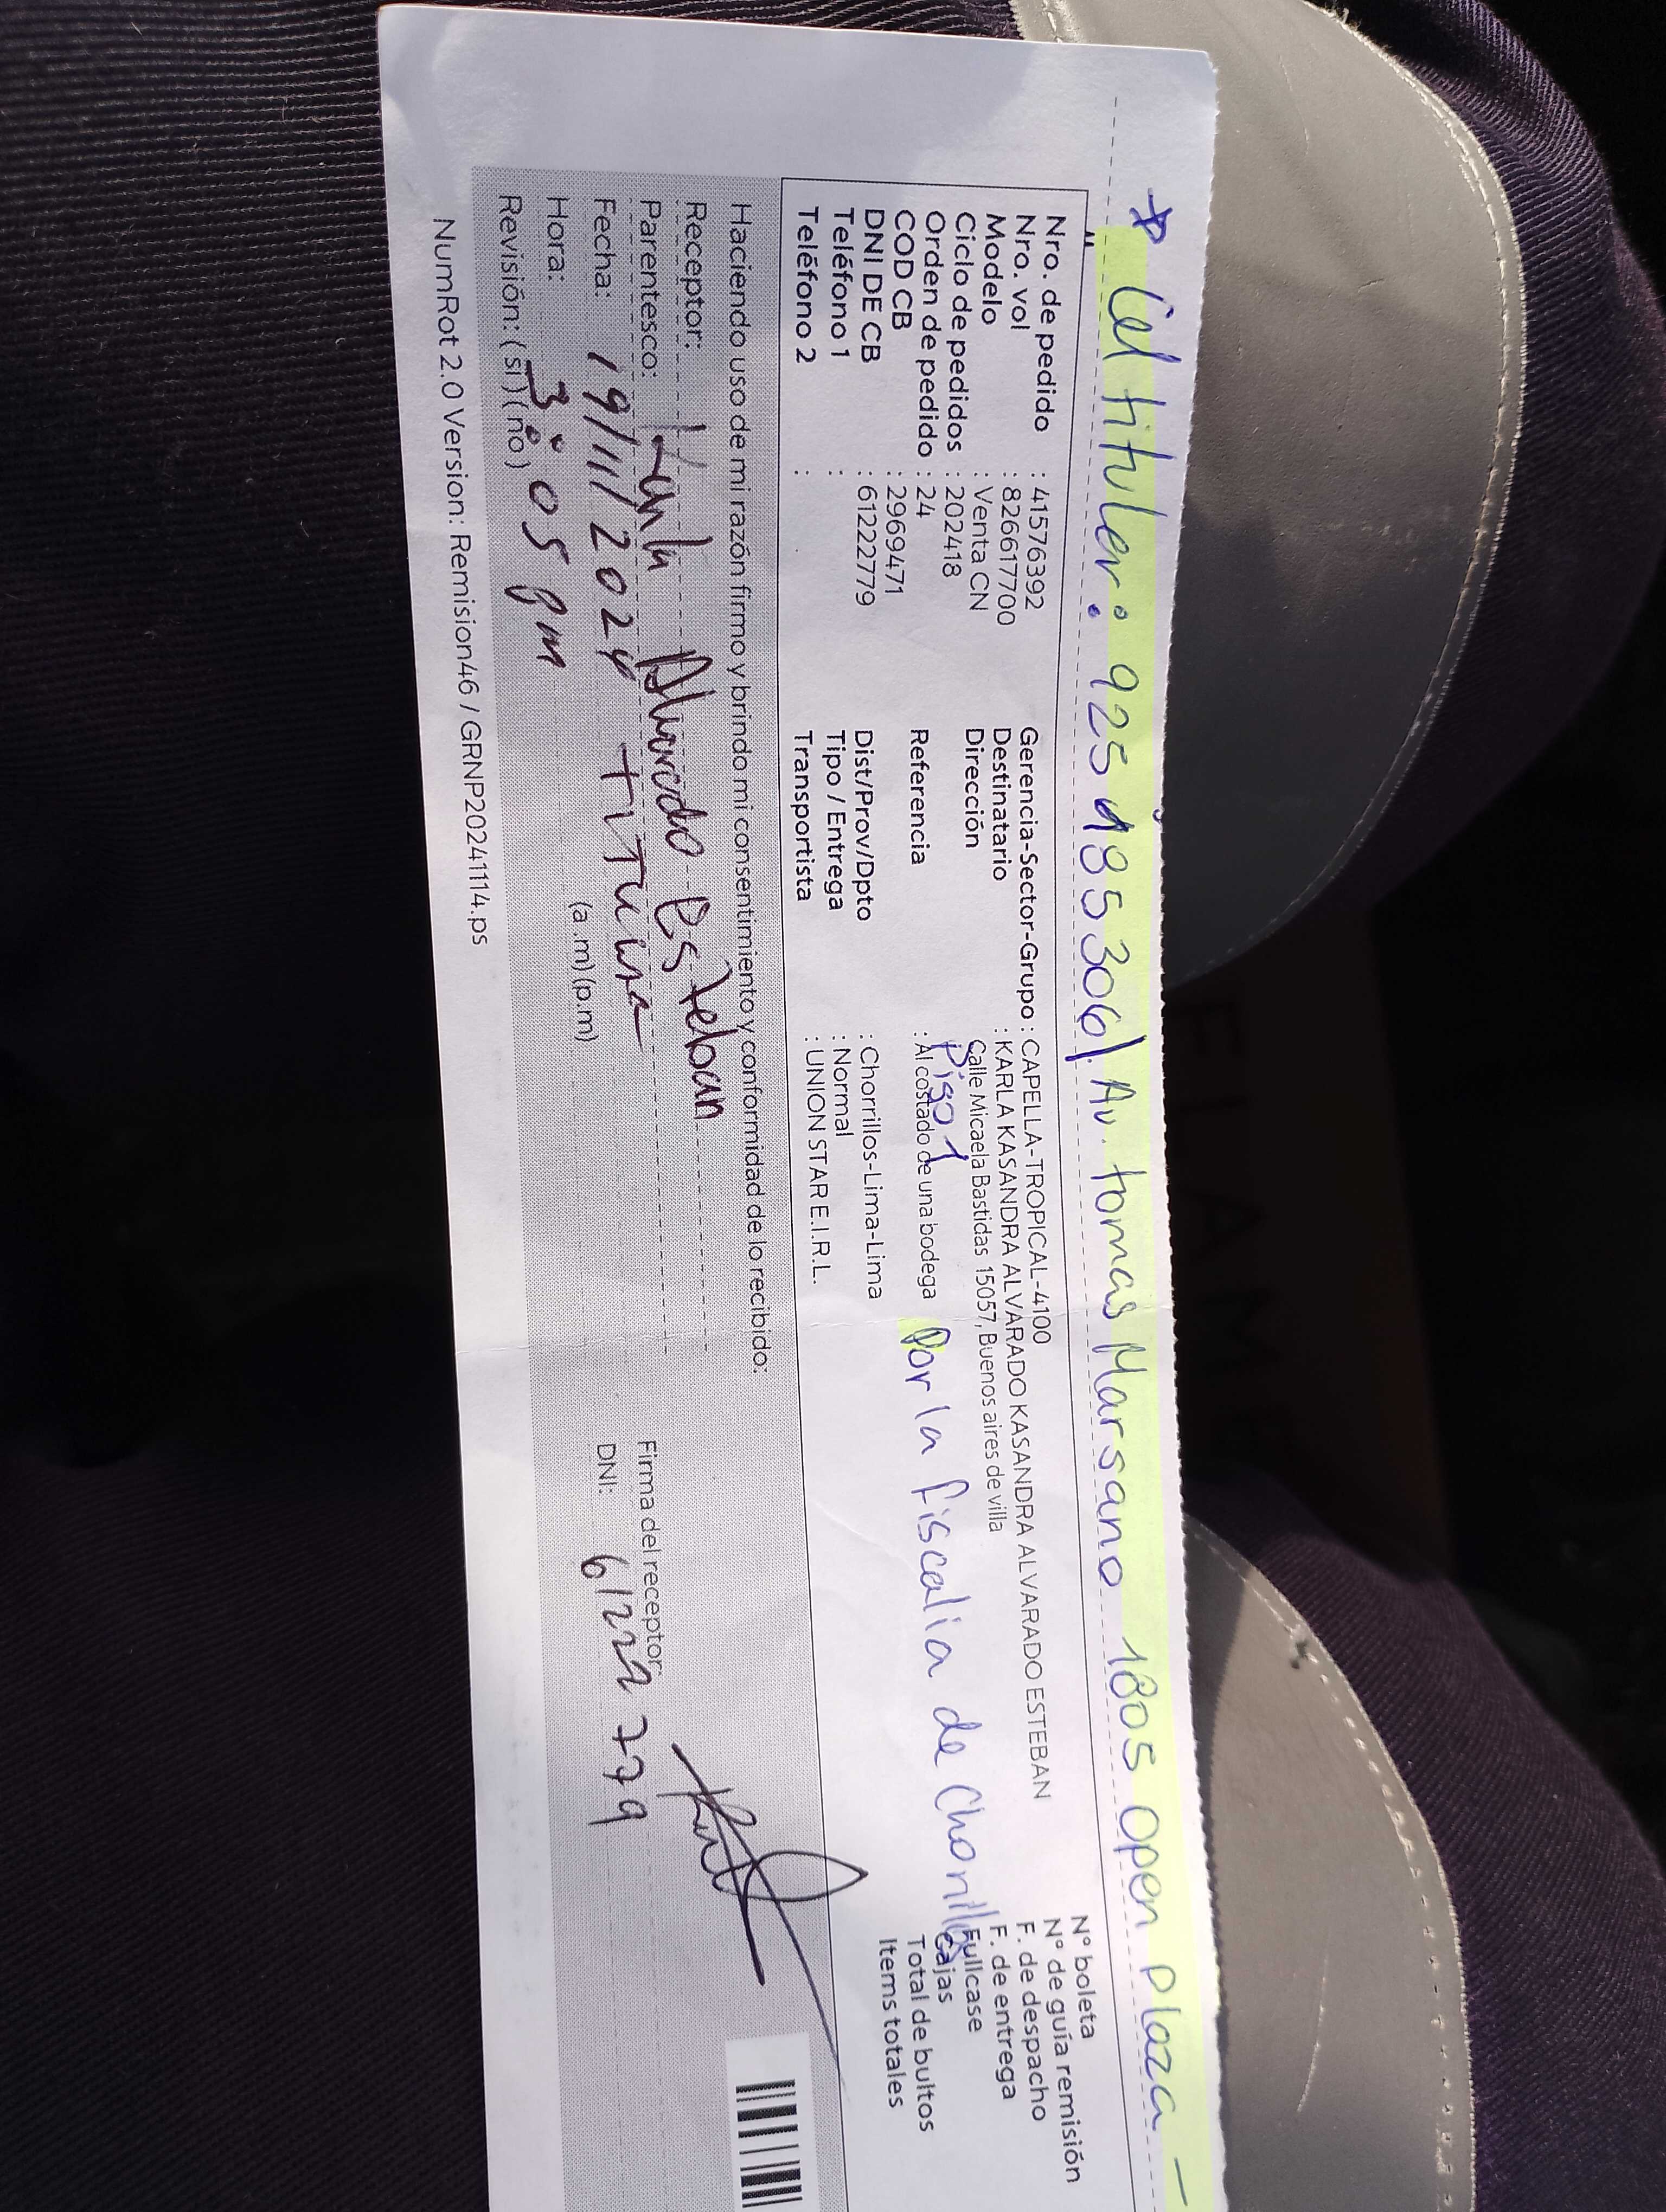 * Cel titular: 925 185 306 / Av. tomas Marsano 1805 open plaza -
Nro. de pedido : 41576392
Nro. vol : 826617700
Modelo : Venta CN
Ciclo de pedidos : 202418
Orden de pedido : 24
COD CB : 2969471
DNI DE CB : 61222779
Teléfono 1 :
Teléfono 2 :
Gerencia-Sector-Grupo : CAPELLA-TROPICAL-4100
Destinatario : KARLA KASANDRA ALVARADO KASANDRA ALVARADO ESTEBAN
Dirección : Calle Micaela Bastidas 15057, Buenos aires de villa
Piso 1
Referencia : Al costado de una bodega Por la fiscalia de Chorrillos
Dist/Prov/Dpto : Chorrillos-Lima-Lima
Tipo / Entrega : Normal
Transportista : UNION STAR E.I.R.L.
N° boleta
N° de guía remisión
F. de despacho
F. de entrega
Fullcase
Cajas
Total de bultos
Items totales
Haciendo uso de mi razón firmo y brindo mi consentimiento y conformidad de lo recibido:
Receptor: Karla Alvarado Esteban
Parentesco: titular
Fecha: 19/11/2024
Hora: 3:05 pm (a.m) (p.m)
Revisión: (si) (no)
Firma del receptor
DNI: 61222779
NumRot 2.0 Version: Remision46 / GRNP20241114.ps